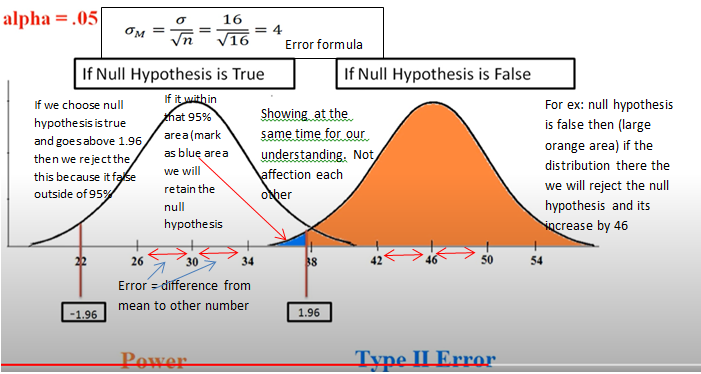 alpha = .05
σM = σ/√n = 16/√16 = 4
Error formula
If Null Hypothesis is True
If Null Hypothesis is False
If we choose null
hypothesis is true
and goes above 1.96
then we reject the
this because it false
outside of 95%
If it within
that 95%
area (mark
as blue area
we will
retain the
null
hypothesis
Showing at the
same time for our
understanding. Not
affection each
other
For ex: null hypothesis
is false then (large
orange area) if the
distribution there the
we will reject the null
hypothesis and its
increase by 46
22 26 30 34 38 42 46 50 54
Error = difference from
mean to other number
-1.96
1.96
Power
Type II Error